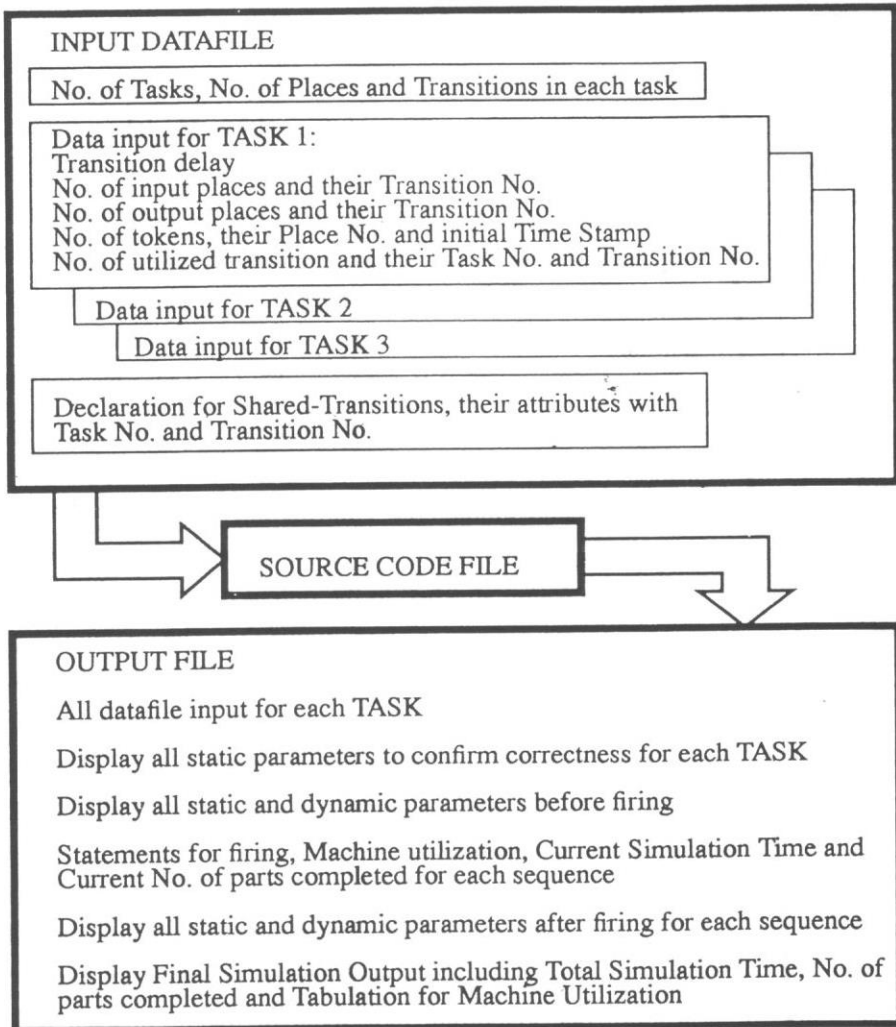 INPUT DATAFILE
No. of Tasks, No. of Places and Transitions in each task
Data input for TASK 1:
Transition delay
No. of input places and their Transition No.
No. of output places and their Transition No.
No. of tokens, their Place No. and initial Time Stamp
No. of utilized transition and their Task No. and Transition No.
Data input for TASK 2
Data input for TASK 3
Declaration for Shared-Transitions, their attributes with
Task No. and Transition No.
SOURCE CODE FILE
OUTPUT FILE
All datafile input for each TASK
Display all static parameters to confirm correctness for each TASK
Display all static and dynamic parameters before firing
Statements for firing, Machine utilization, Current Simulation Time and
Current No. of parts completed for each sequence
Display all static and dynamic parameters after firing for each sequence
Display Final Simulation Output including Total Simulation Time, No. of
parts completed and Tabulation for Machine Utilization